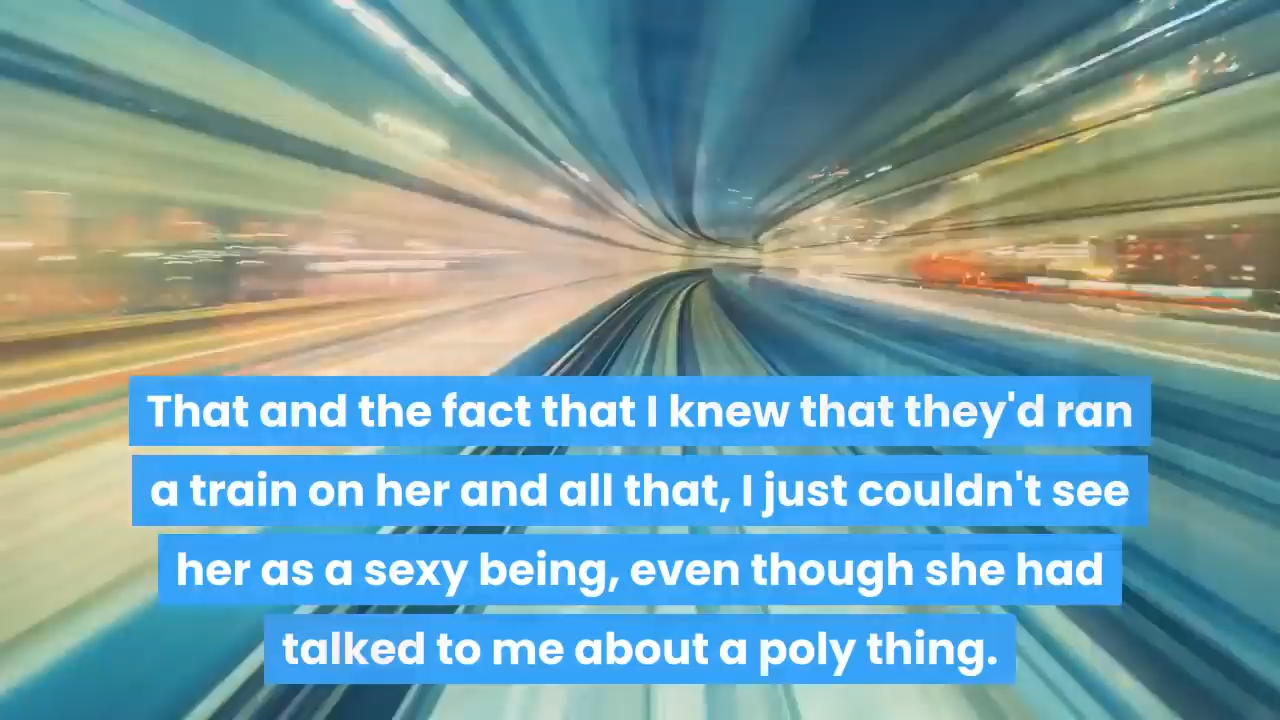 That and the fact that I knew that they'd ran
a train on her and all that, I just couldn't see
her as a sexy being, even though she had
talked to me about a poly thing.